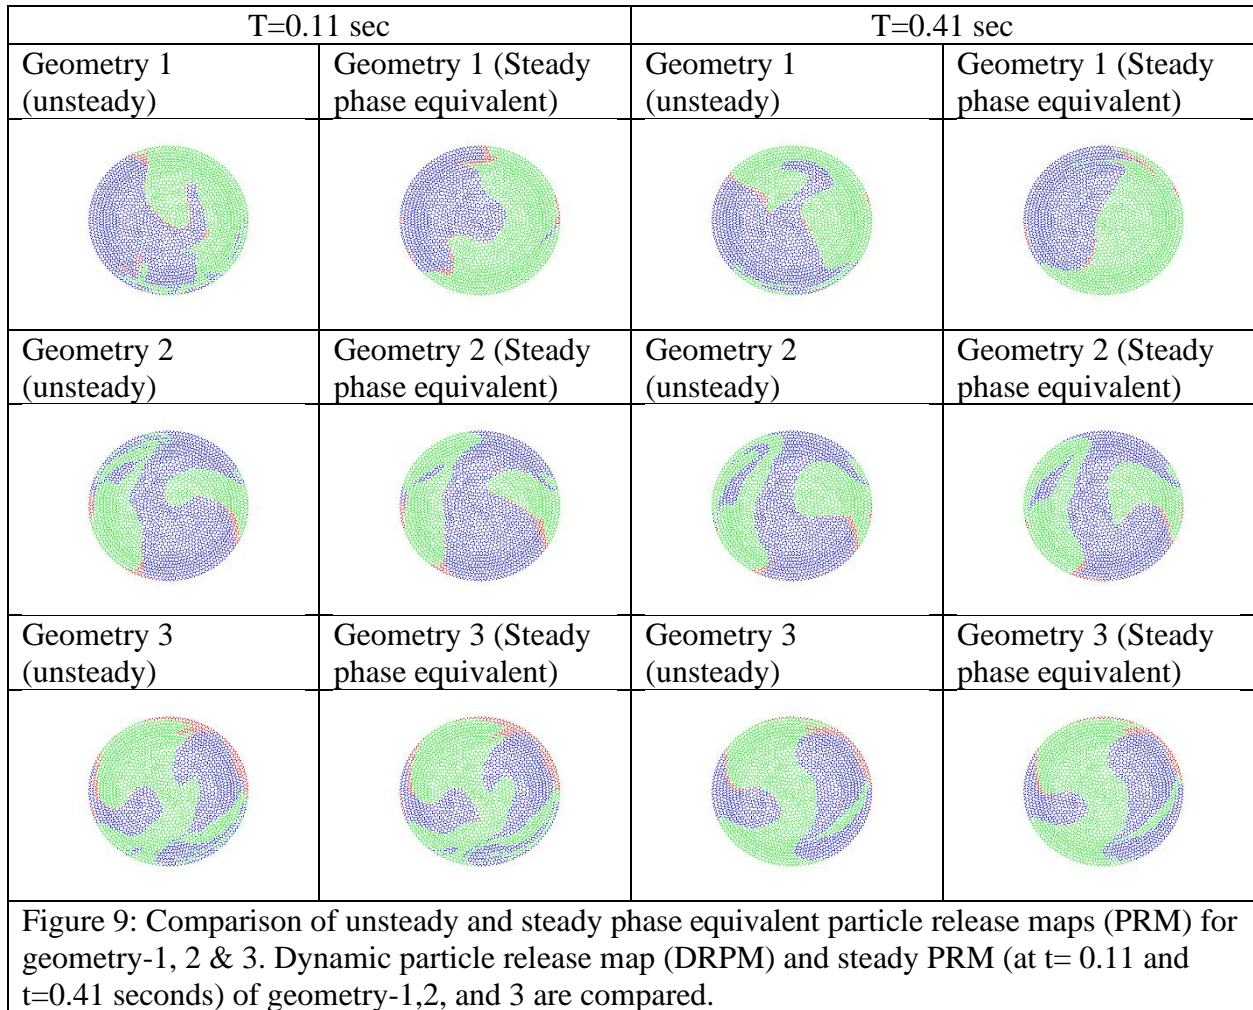 T=0.11 sec
T=0.41 sec
Geometry 1
(unsteady)
Geometry 1 (Steady
phase equivalent)
Geometry 1
(unsteady)
Geometry 1 (Steady
phase equivalent)
Geometry 2
(unsteady)
Geometry 2 (Steady
phase equivalent)
Geometry 2
(unsteady)
Geometry 2 (Steady
phase equivalent)
Geometry 3
(unsteady)
Geometry 3 (Steady
phase equivalent)
Geometry 3
(unsteady)
Geometry 3 (Steady
phase equivalent)
Figure 9: Comparison of unsteady and steady phase equivalent particle release maps (PRM) for
geometry-1, 2 & 3. Dynamic particle release map (DRPM) and steady PRM (at t= 0.11 and
t=0.41 seconds) of geometry-1,2, and 3 are compared.